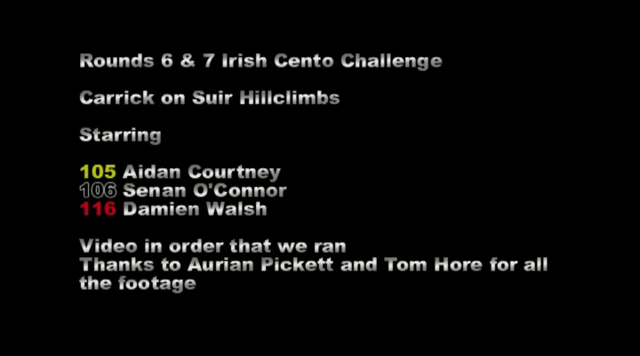 Rounds 6 & 7 Irish Cento Challenge
Carrick on Suir Hillclimbs
Starring
105 Aidan Courtney
106 Senan O'Connor
116 Damien Walsh
Video in order that we ran
Thanks to Aurian Pickett and Tom Hore for all
the footage